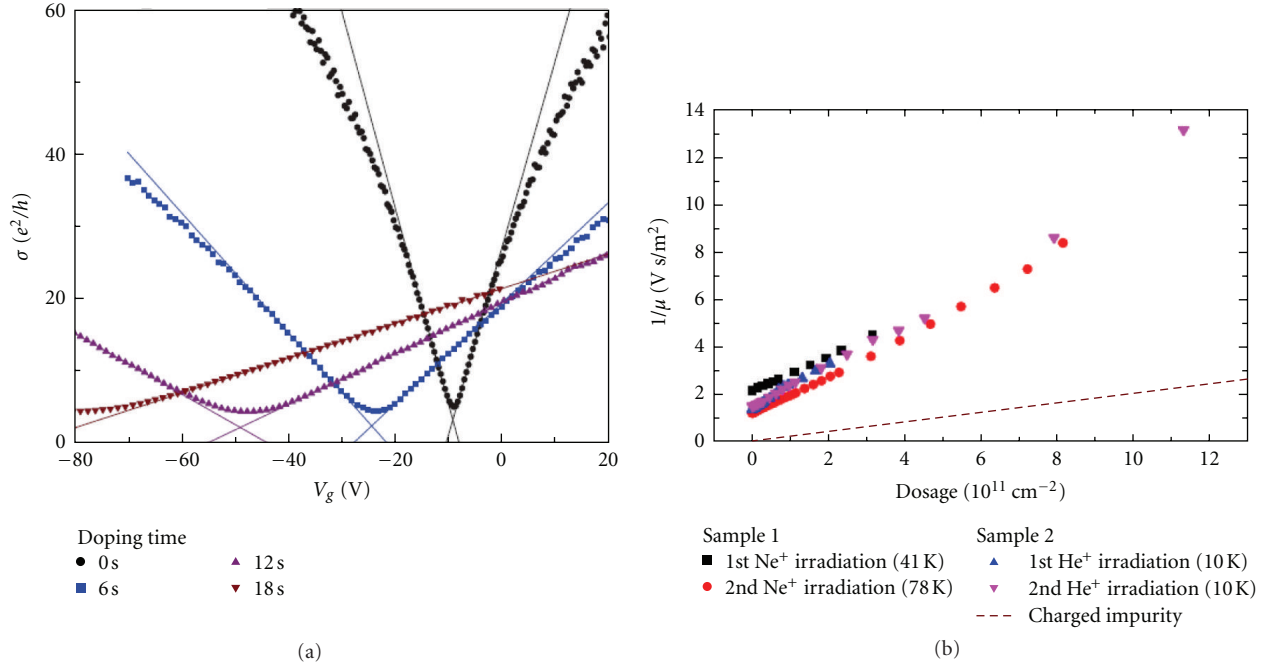 60
40
20
0
σ (e²/h)
−80
−60
−40
−20
0
20
V_g (V)
Doping time
0 s
12 s
6 s
18 s
(a)
14
12
10
8
6
4
2
0
1/μ (V s/m²)
0
2
4
6
8
10
12
Dosage (10¹¹ cm⁻²)
Sample 1
1st Ne⁺ irradiation (41 K)
2nd Ne⁺ irradiation (78 K)
Sample 2
1st He⁺ irradiation (10 K)
2nd He⁺ irradiation (10 K)
Charged impurity
(b)